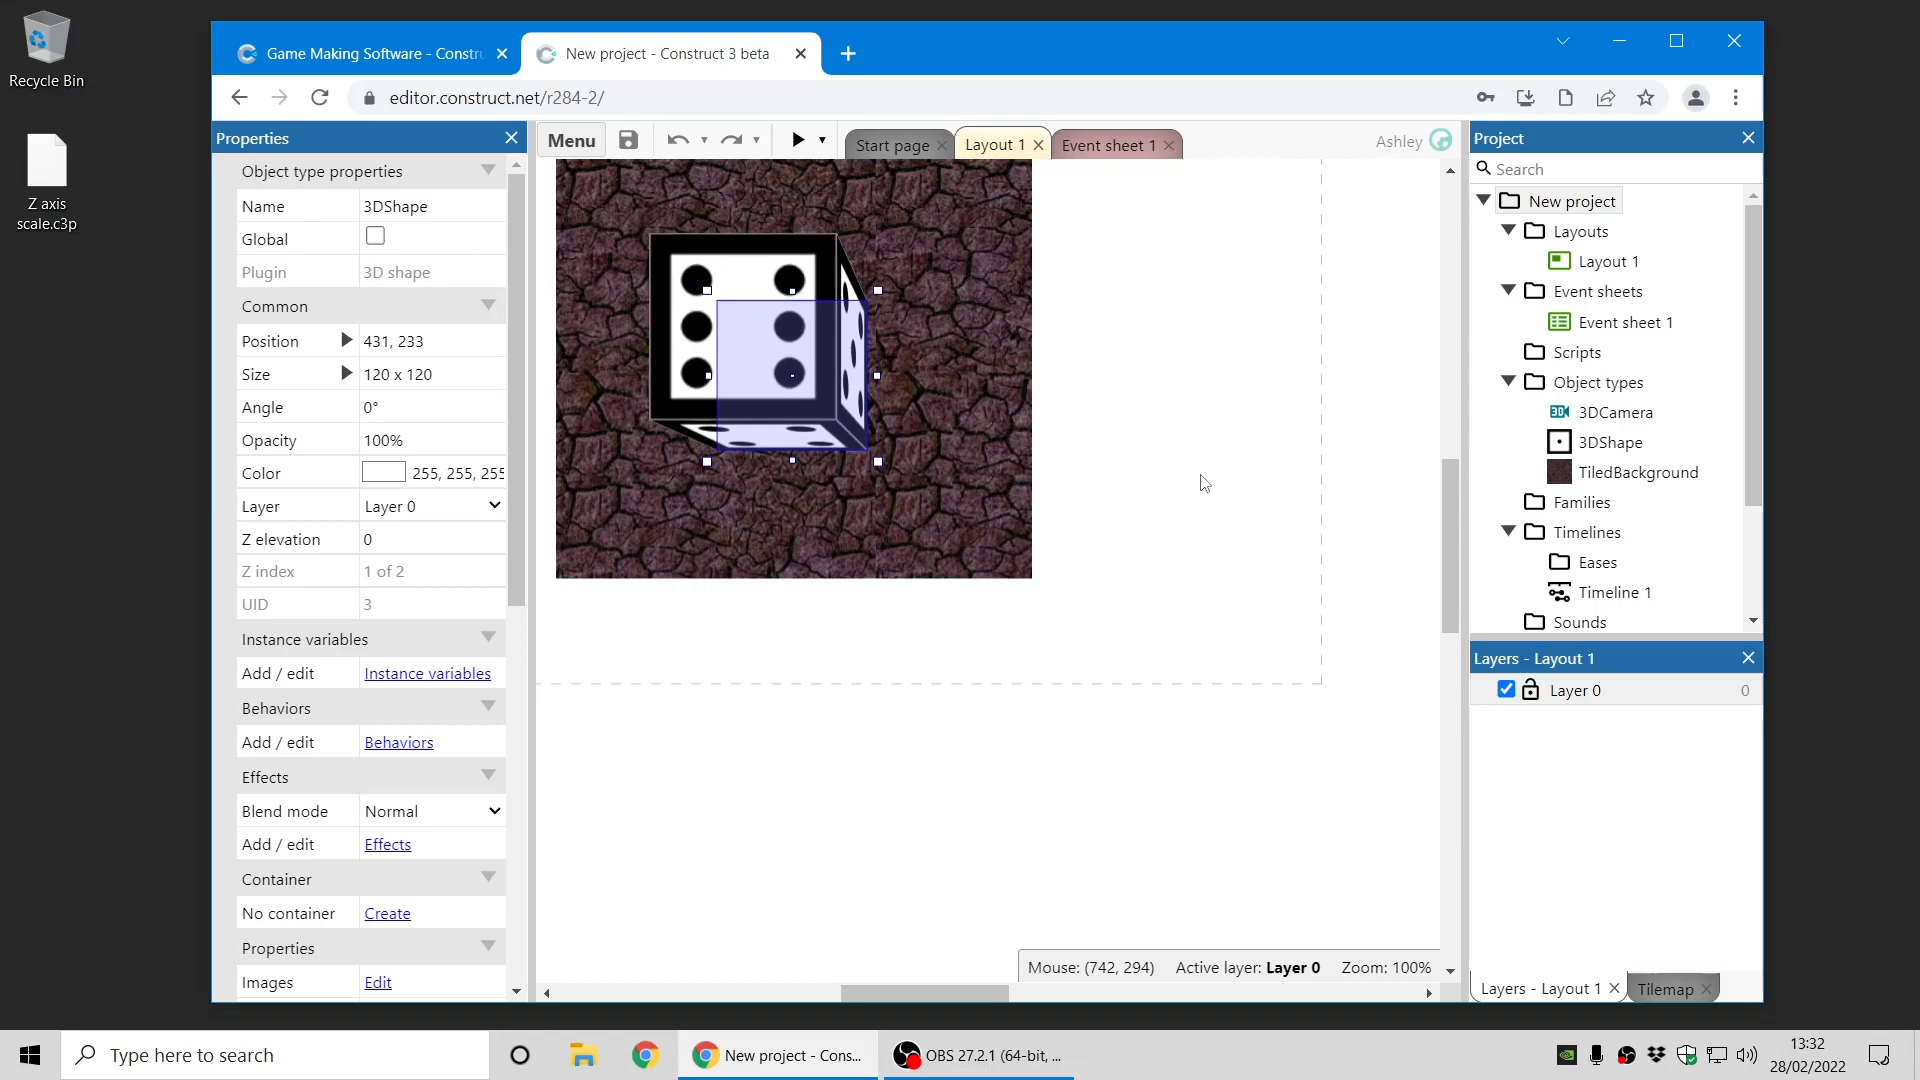 Recycle Bin
Z axis
scale.c3p
Game Making Software - Constru
New project - Construct 3 beta
editor.construct.net/r284-2/
Properties
Object type properties
Name 3DShape
Global
Plugin 3D shape
Common
Position 431, 233
Size 120 x 120
Angle 0°
Opacity 100%
Color 255, 255, 255
Layer Layer 0
Z elevation 0
Z index 1 of 2
UID 3
Instance variables
Add / edit Instance variables
Behaviors
Add / edit Behaviors
Effects
Blend mode Normal
Add / edit Effects
Container
No container Create
Properties
Images Edit
Menu
Start page
Layout 1
Event sheet 1
Ashley
Mouse: (742, 294) Active layer: Layer 0 Zoom: 100%
Project
Search
New project
Layouts
Layout 1
Event sheets
Event sheet 1
Scripts
Object types
3D 3DCamera
3DShape
TiledBackground
Families
Timelines
Eases
Timeline 1
Sounds
Layers - Layout 1
Layer 0 0
Layers - Layout 1
Tilemap
Type here to search
New project - Cons...
OBS 27.2.1 (64-bit, ...
13:32
28/02/2022